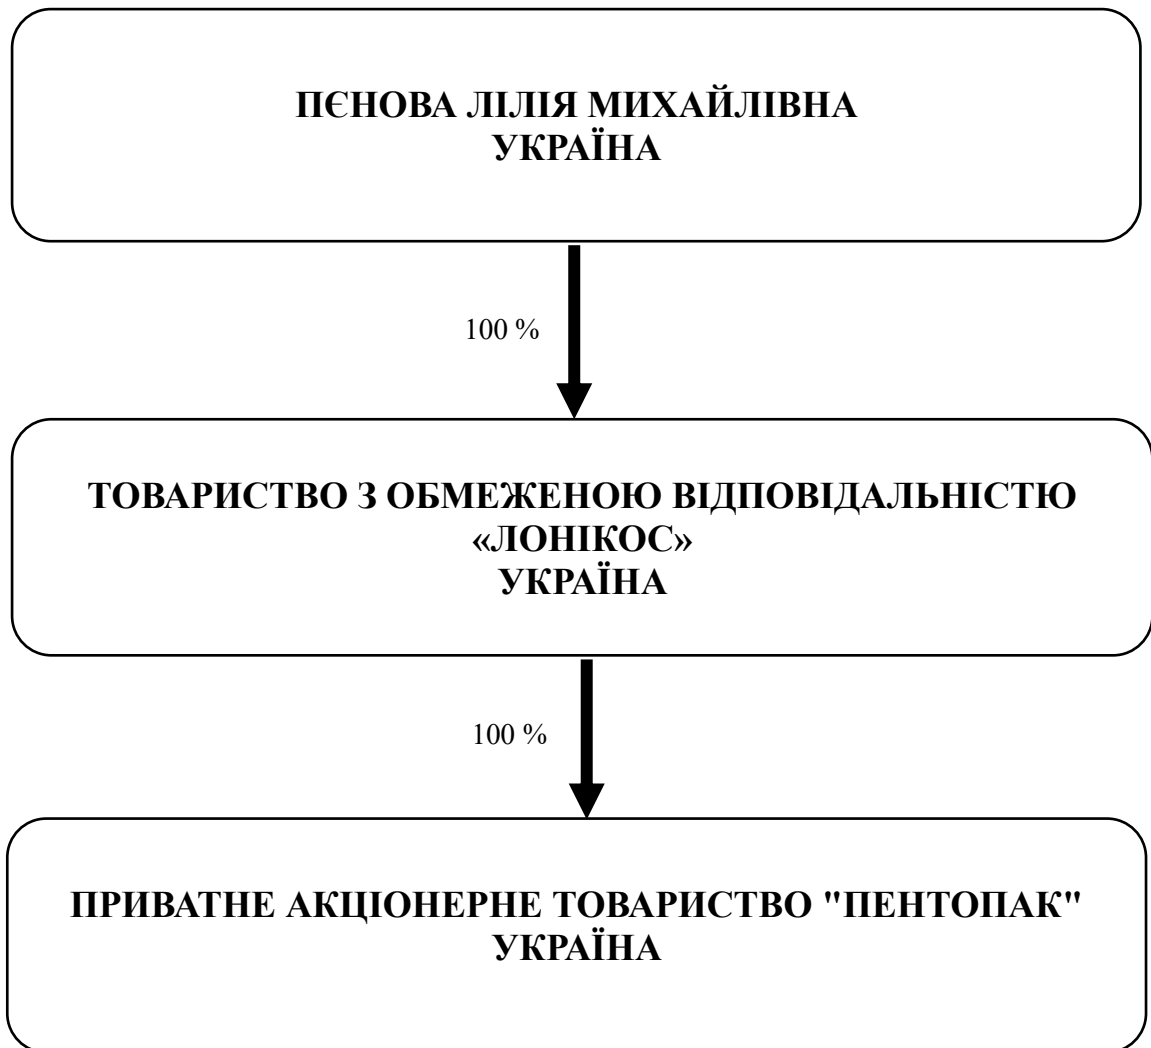 ПЄНОВА ЛІЛІЯ МИХАЙЛІВНА
УКРАЇНА
100 %
ТОВАРИСТВО З ОБМЕЖЕНОЮ ВІДПОВІДАЛЬНІСТЮ
«ЛОНІКОС»
УКРАЇНА
100 %
ПРИВАТНЕ АКЦІОНЕРНЕ ТОВАРИСТВО "ПЕНТОПАК"
УКРАЇНА